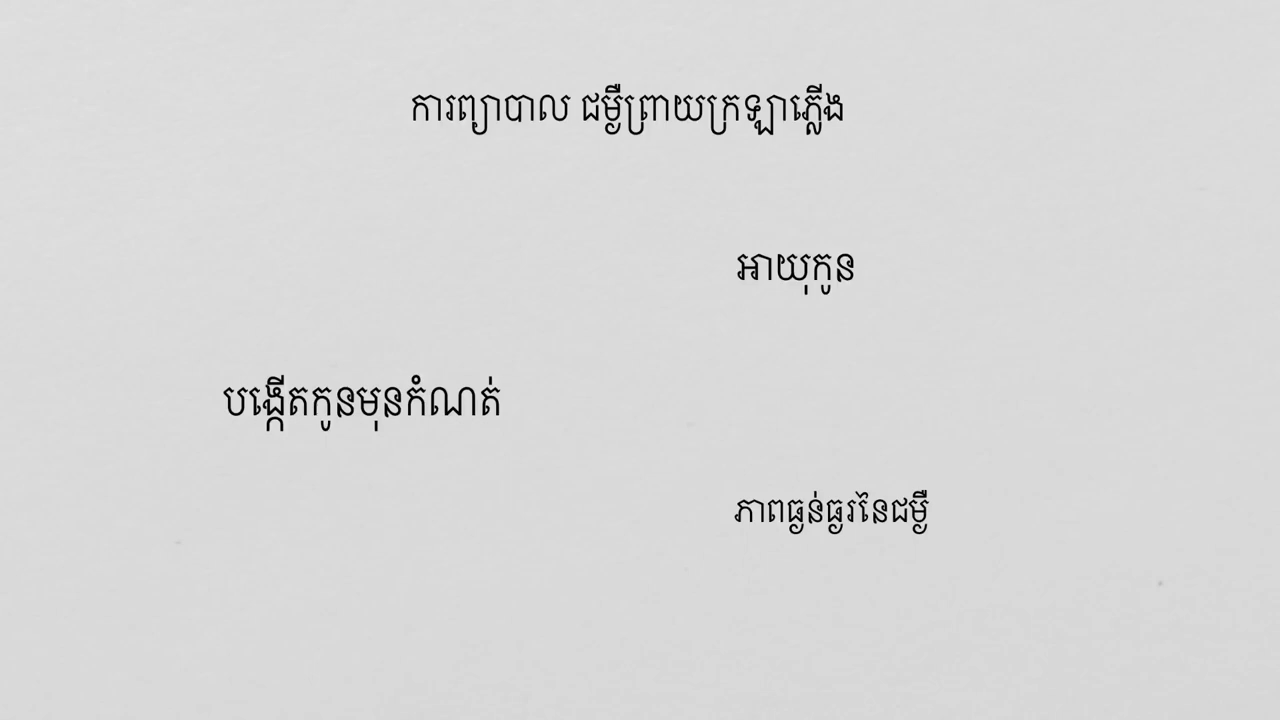 ការព្យាបាល ជម្ងឺព្រាយក្រឡាភ្លើង
អាយុកូន
បង្កើតកូនមុនកំណត់
ភាពធ្ងន់ធ្ងរនៃជម្ងឺ